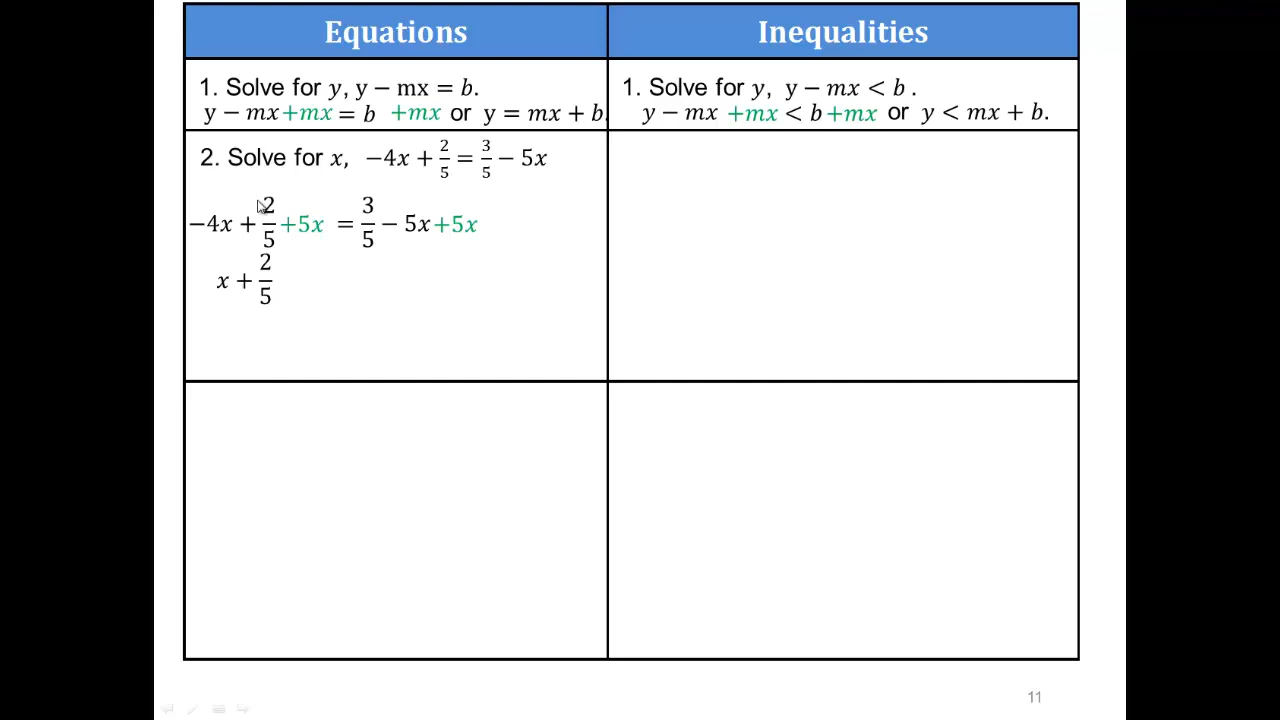 Equations
Inequalities
1. Solve for y, y − mx = b.
y − mx +mx = b +mx or y = mx + b.
1. Solve for y, y − mx < b .
y − mx +mx < b +mx or y < mx + b.
2. Solve for x, −4x + 2/5 = 3/5 − 5x
−4x + 2/5 +5x = 3/5 − 5x +5x
x + 2/5
11